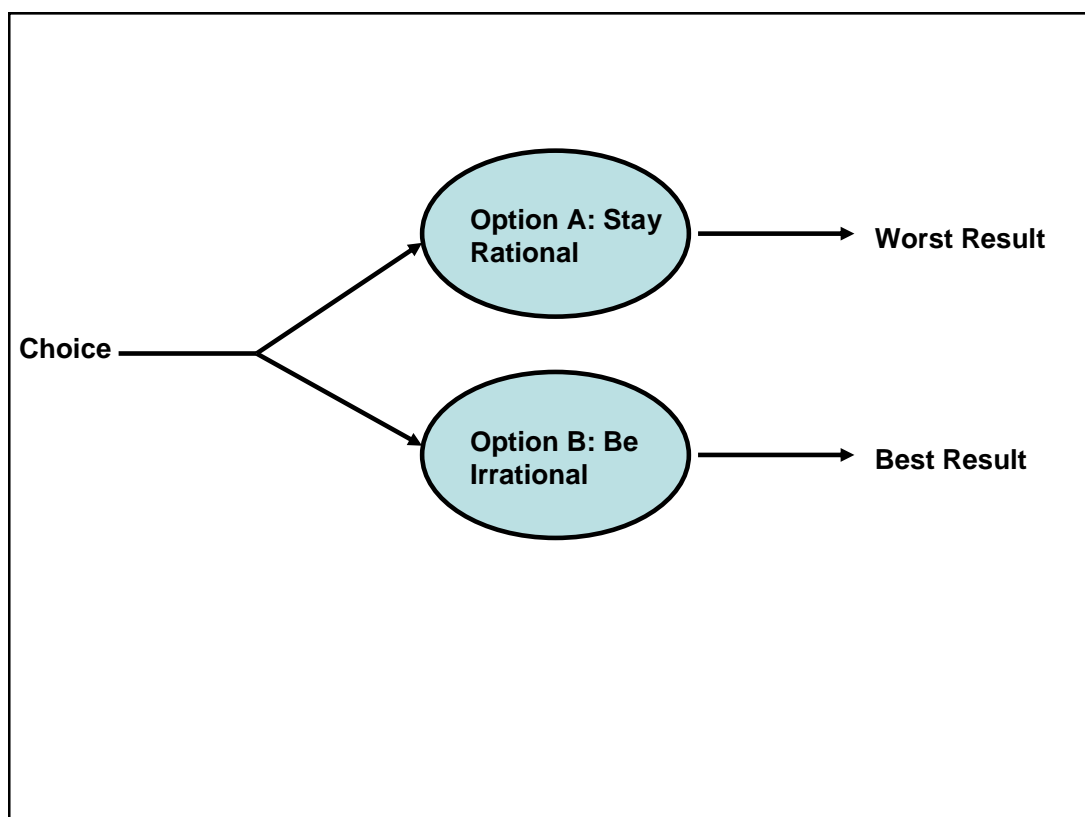 Option A: Stay
Rational
Worst Result
Choice
Option B: Be
Irrational
Best Result